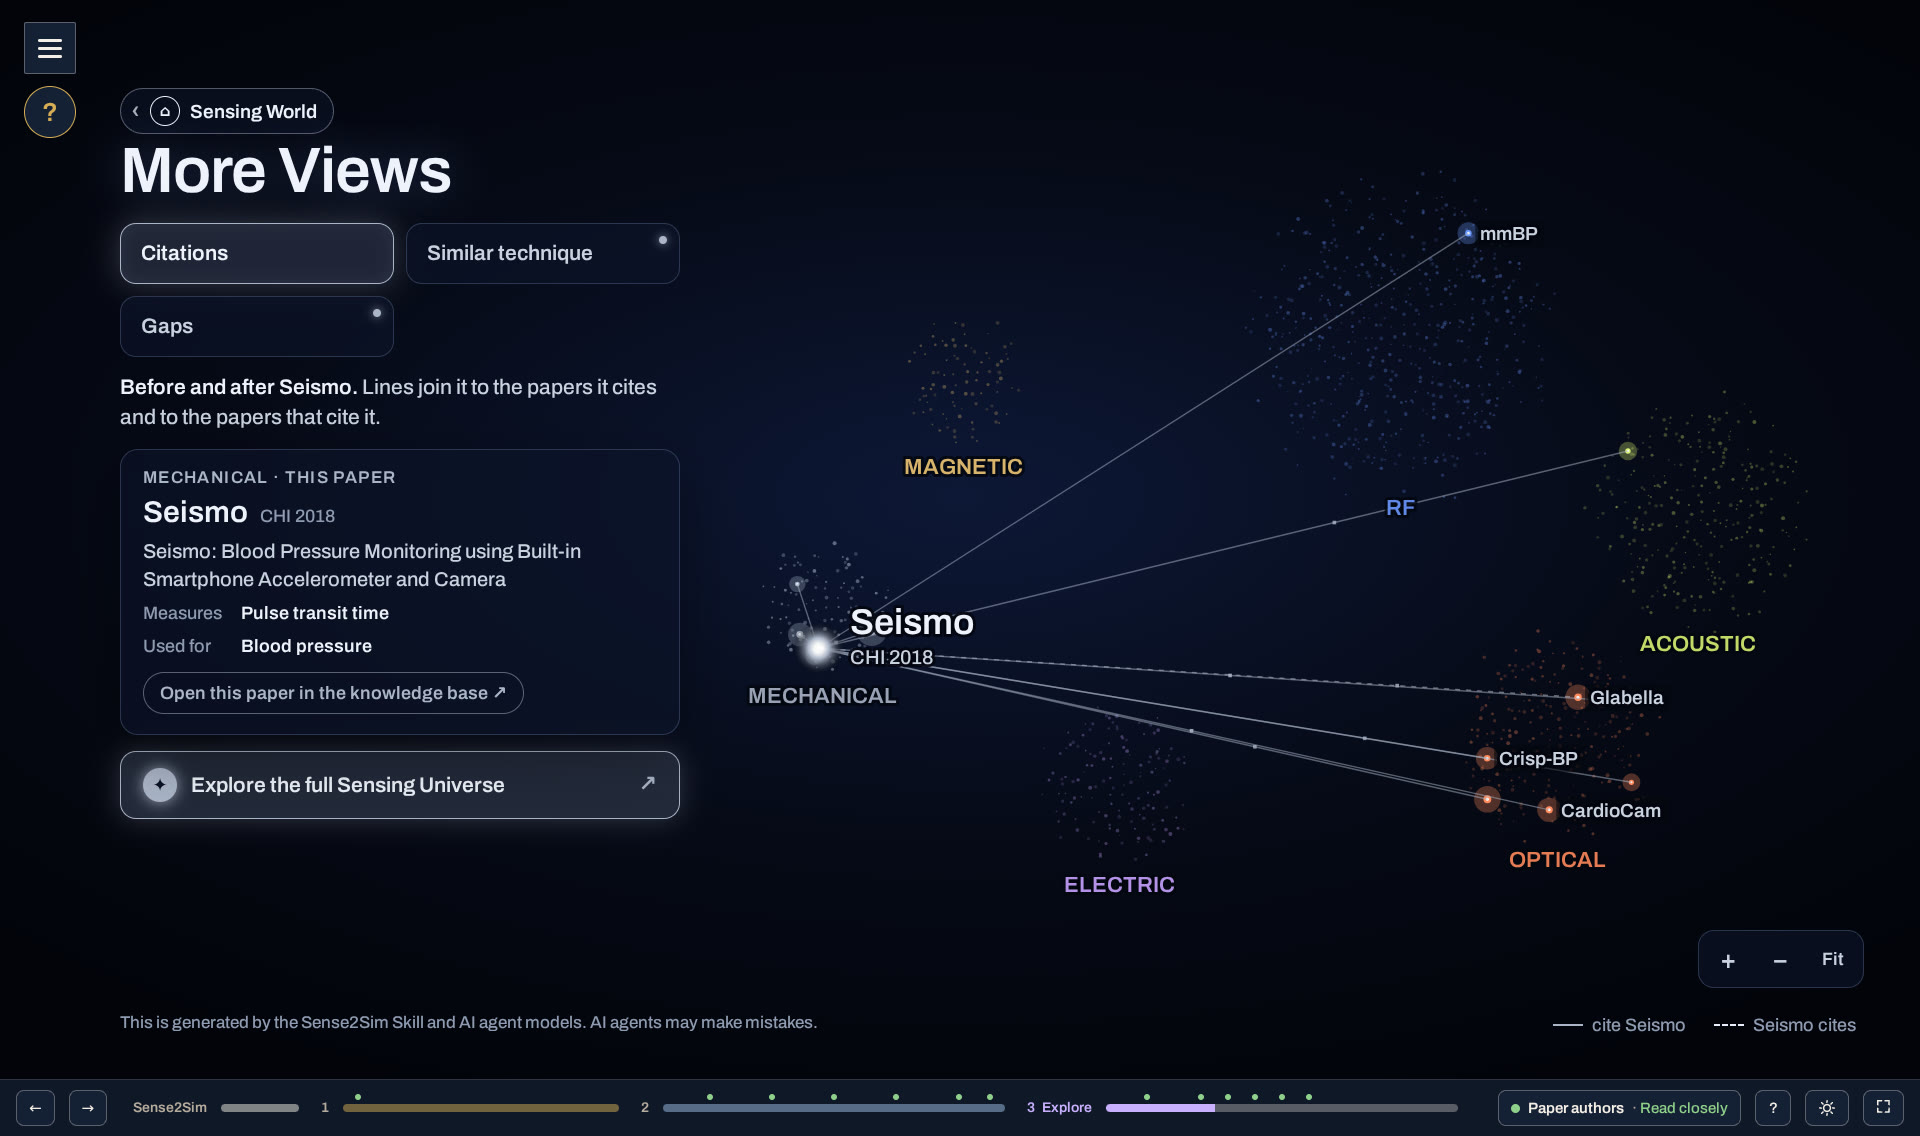 ?
Sensing World
More Views
Citations
Similar technique
Gaps
Before and after Seismo. Lines join it to the papers it cites
and to the papers that cite it.
MECHANICAL · THIS PAPER
Seismo CHI 2018
Seismo: Blood Pressure Monitoring using Built-in
Smartphone Accelerometer and Camera
Measures Pulse transit time
Used for Blood pressure
Open this paper in the knowledge base ↗
Explore the full Sensing Universe ↗
mmBP
MAGNETIC
RF
Seismo
CHI 2018
MECHANICAL
ACOUSTIC
Glabella
Crisp-BP
CardioCam
OPTICAL
ELECTRIC
+ − Fit
This is generated by the Sense2Sim Skill and AI agent models. AI agents may make mistakes.
cite Seismo Seismo cites
← → Sense2Sim 1 2 3 Explore Paper authors · Read closely ?